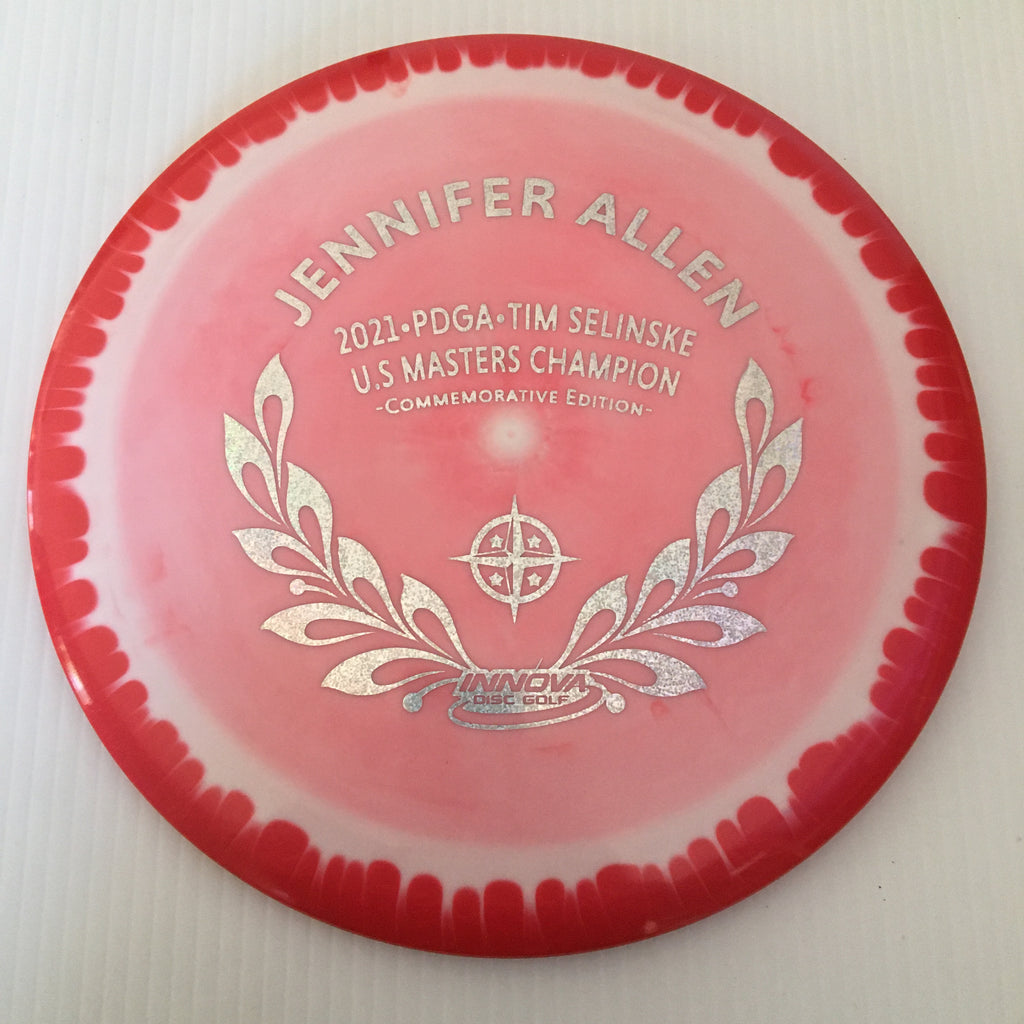 JENNIFER ALLEN
2021•PDGA•TIM SELINSKE
U.S MASTERS CHAMPION
-COMMEMORATIVE EDITION-
INNOVA
DISC GOLF